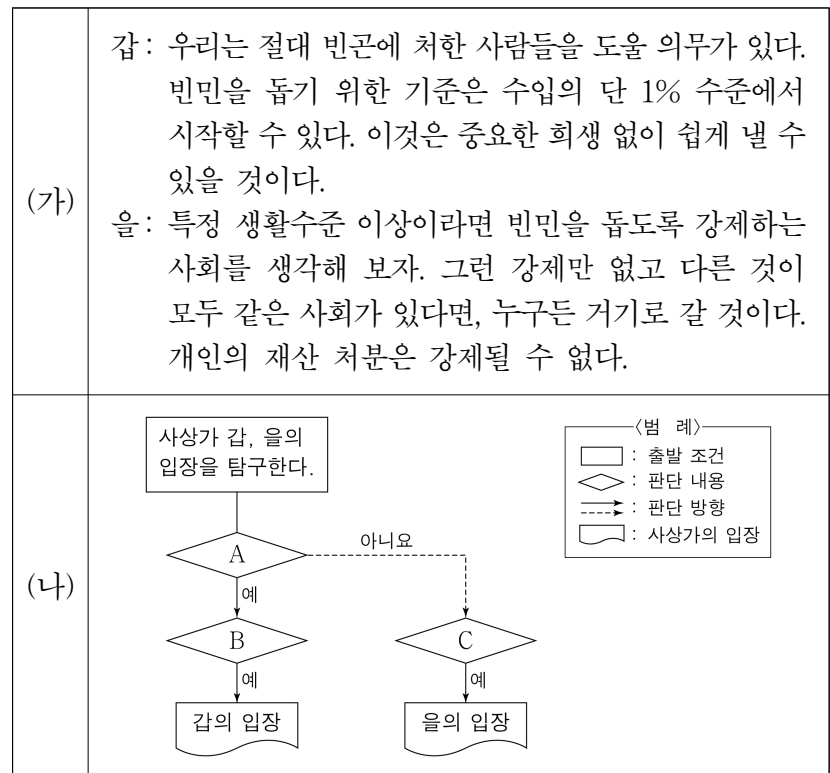 (가)
갑 : 우리는 절대 빈곤에 처한 사람들을 도울 의무가 있다.
빈민을 돕기 위한 기준은 수입의 단 1% 수준에서
시작할 수 있다. 이것은 중요한 희생 없이 쉽게 낼 수
있을 것이다.
을 : 특정 생활수준 이상이라면 빈민을 돕도록 강제하는
사회를 생각해 보자. 그런 강제만 없고 다른 것이
모두 같은 사회가 있다면, 누구든 거기로 갈 것이다.
개인의 재산 처분은 강제될 수 없다.
(나)
사상가 갑, 을의
입장을 탐구한다.
〈범 례〉
: 출발 조건
: 판단 내용
: 판단 방향
: 사상가의 입장
A
아니요
예
B
C
예
예
갑의 입장
을의 입장